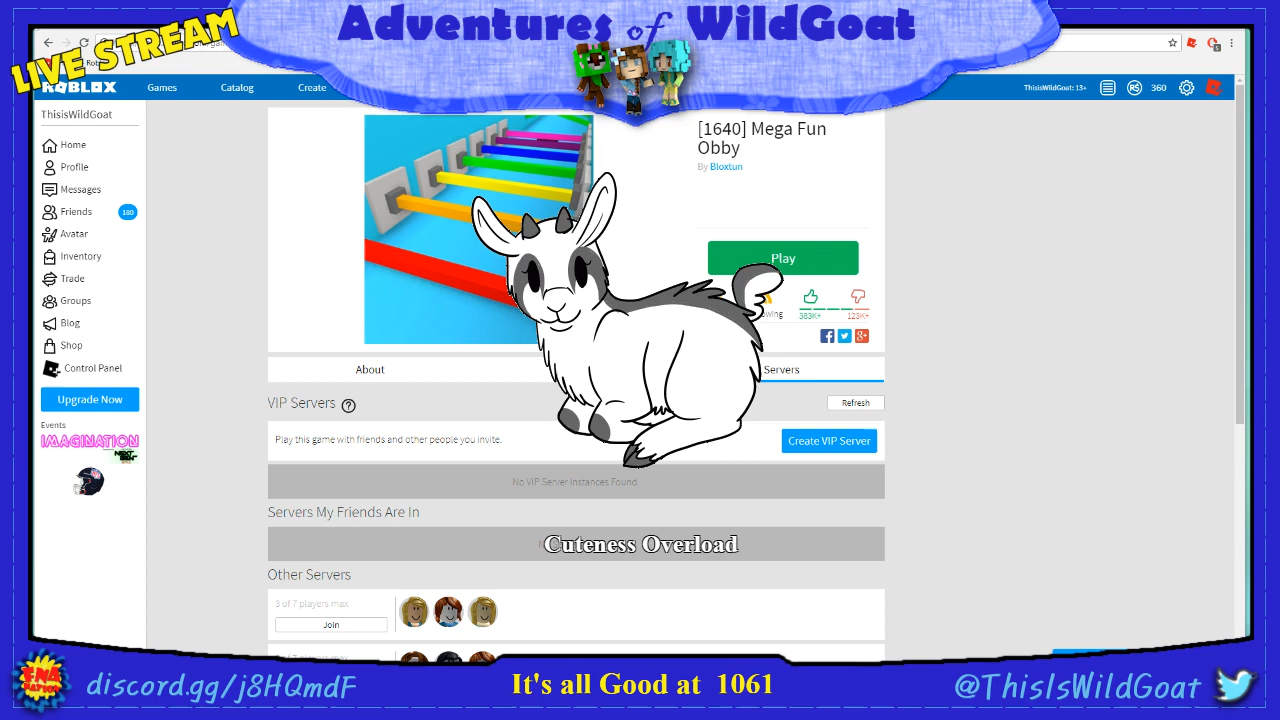 Adventures of WildGoat
LIVE STREAM
ROBLOX
Games
Catalog
Create
ThisisWildGoat: 13+
360
ThisisWildGoat
Home
Profile
Messages
Friends
180
Avatar
Inventory
Trade
Groups
Blog
Shop
Control Panel
Upgrade Now
Events
IMAGINATION
[1640] Mega Fun
Obby
By Bloxtun
Play
383K+
123K+
About
Servers
VIP Servers
Refresh
Play this game with friends and other people you invite.
Create VIP Server
No VIP Server Instances Found.
Servers My Friends Are In
Cuteness Overload
Other Servers
3 of 7 players max
Join
discord.gg/j8HQmdF
It's all Good at 1061
@ThisIsWildGoat